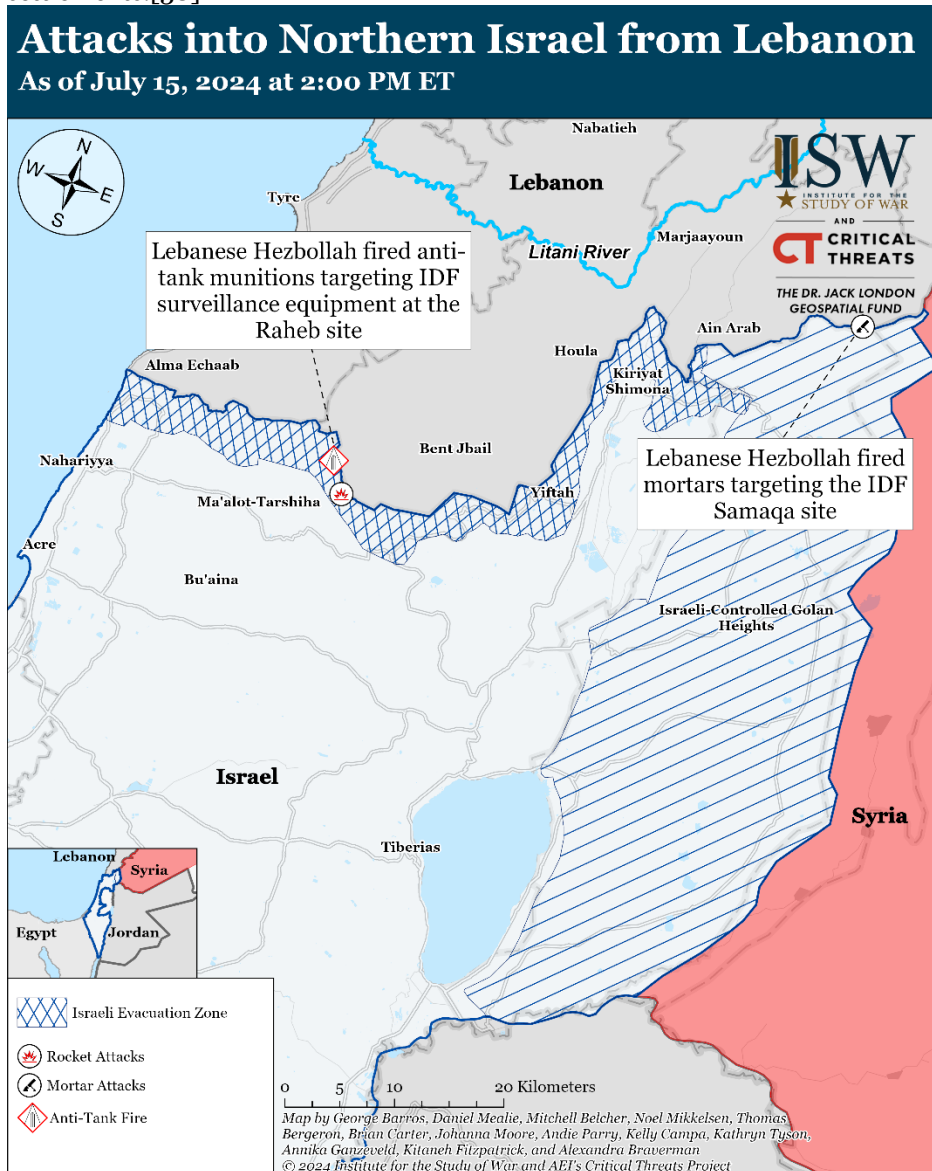 Attacks into Northern Israel from Lebanon
As of July 15, 2024 at 2:00 PM ET
N
W
E
S
Nabatieh
Lebanon
Tyre
Litani River
Marjaayoun
ISW
INSTITUTE FOR THE
STUDY OF WAR
AND
CT CRITICAL
THREATS
THE DR. JACK LONDON
GEOSPATIAL FUND
Lebanese Hezbollah fired anti-
tank munitions targeting IDF
surveillance equipment at the
Raheb site
Ain Arab
Houla
Alma Echaab
Kiriyat
Shimona
Bent Jbail
Lebanese Hezbollah fired
mortars targeting the IDF
Samaqa site
Nahariyya
Yiftah
Ma'alot-Tarshiha
Acre
Bu'aina
Israeli-Controlled Golan
Heights
Israel
Syria
Tiberias
Lebanon
Syria
Egypt
Jordan
Israeli Evacuation Zone
Rocket Attacks
Mortar Attacks
Anti-Tank Fire
0 5 10 20 Kilometers
Map by George Barros, Daniel Mealie, Mitchell Belcher, Noel Mikkelsen, Thomas
Bergeron, Brian Carter, Johanna Moore, Andie Parry, Kelly Campa, Kathryn Tyson,
Annika Ganzeveld, Kitaneh Fitzpatrick, and Alexandra Braverman
© 2024 Institute for the Study of War and AEI's Critical Threats Project